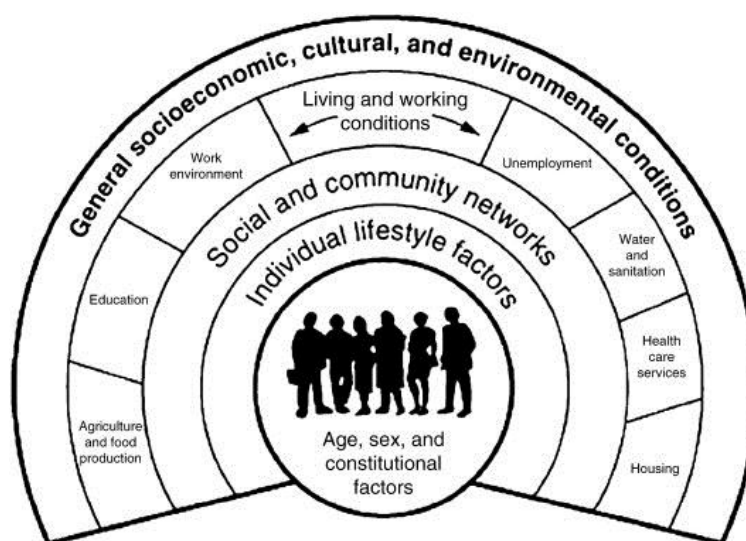 General socioeconomic, cultural, and environmental conditions
Living and working
conditions
Work
environment
Unemployment
Education
Water
and
sanitation
Agriculture
and food
production
Health
care
services
Housing
Social and community networks
Individual lifestyle factors
Age, sex, and
constitutional
factors